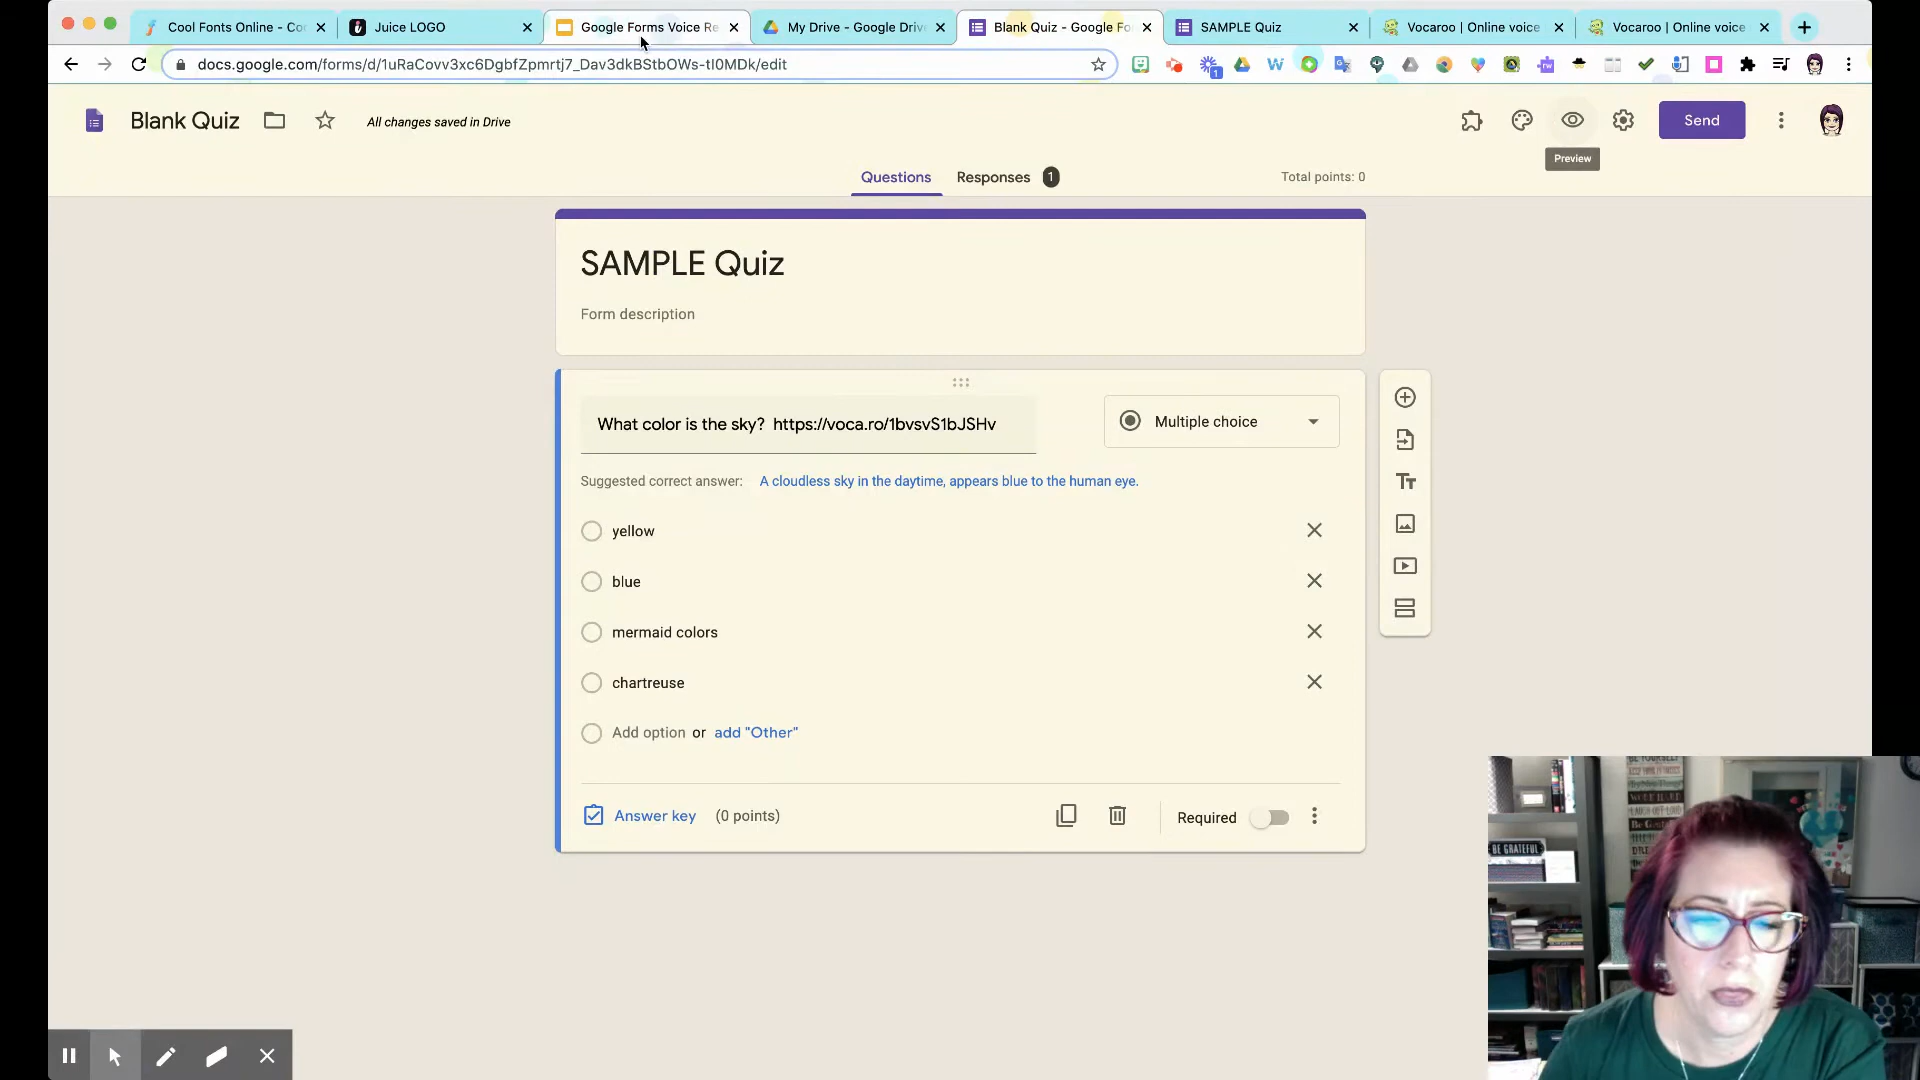 Cool Fonts Online - Co
Juice LOGO
Google Forms Voice Re
My Drive - Google Driv
Blank Quiz - Google Fo
SAMPLE Quiz
Vocaroo | Online voice
Vocaroo | Online voice
docs.google.com/forms/d/1uRaCovv3xc6DgbfZpmrtj7_Dav3dkBStbOWs-tI0MDk/edit
1
Blank Quiz
All changes saved in Drive
Send
Preview
Questions
Responses 1
Total points: 0
SAMPLE Quiz
Form description
What color is the sky?  https://voca.ro/1bvsvS1bJSHv
Multiple choice
Suggested correct answer: A cloudless sky in the daytime, appears blue to the human eye.
yellow
blue
mermaid colors
chartreuse
Add option or add "Other"
Answer key (0 points)
Required
BE GRATEFUL